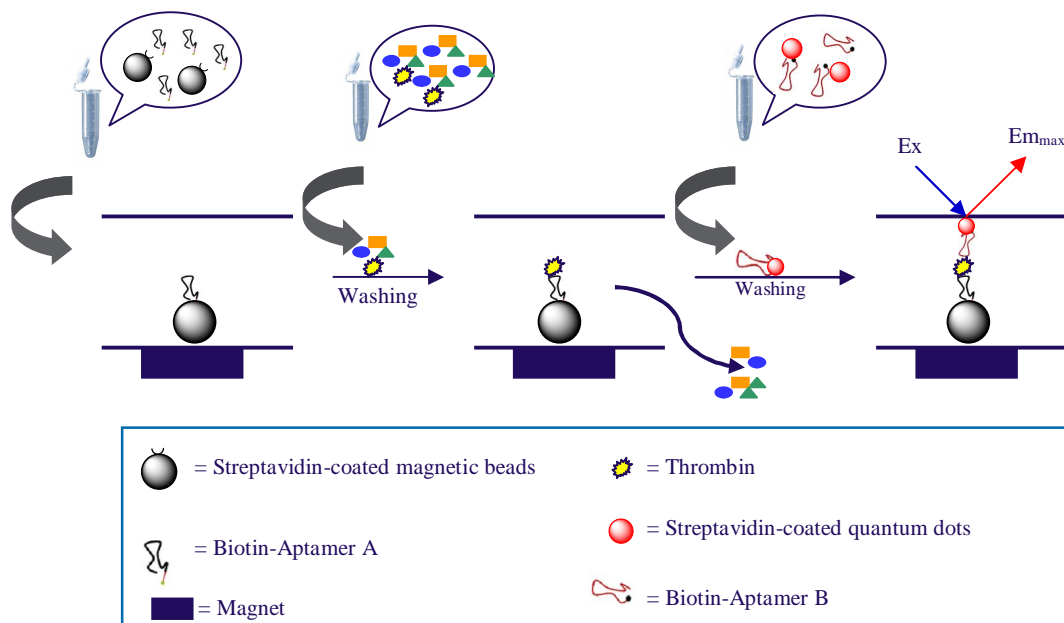 Ex
Em_max
Washing
Washing
= Streptavidin-coated magnetic beads
= Thrombin
= Streptavidin-coated quantum dots
= Biotin-Aptamer A
= Biotin-Aptamer B
= Magnet